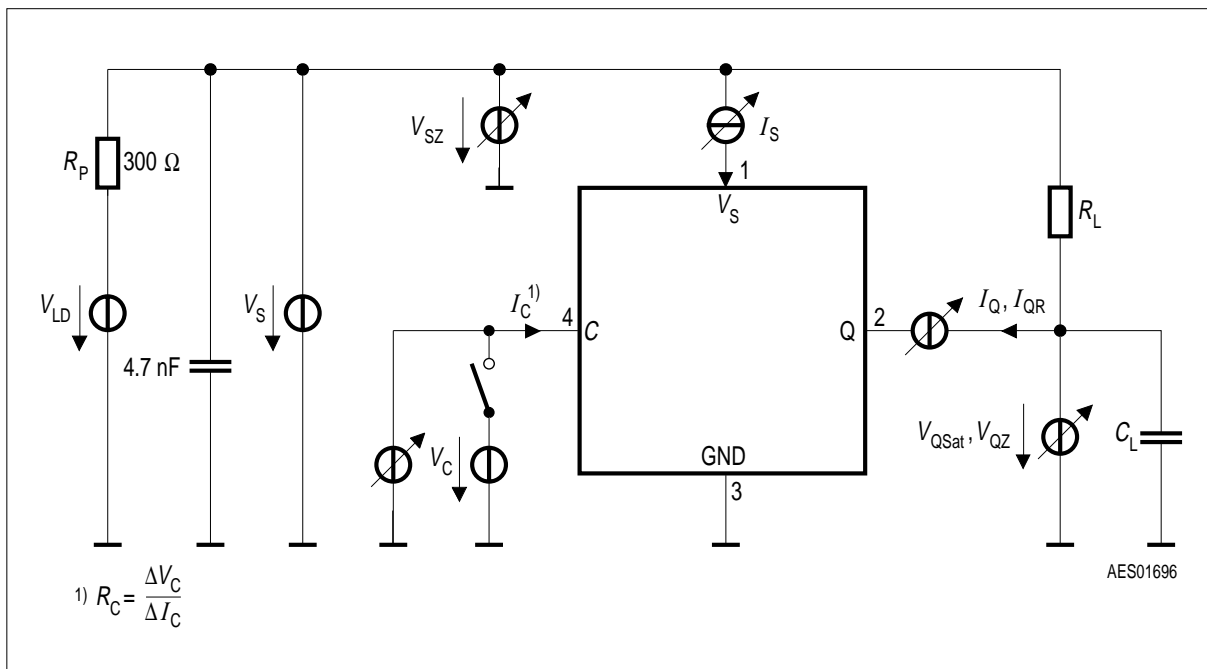 V_SZ
I_S
1
R_P 300 Ω
V_S
R_L
V_LD
V_S
I_C 1)
4 C
Q 2
I_Q, I_QR
4.7 nF
V_C
GND
3
V_QSat, V_QZ
C_L
AES01696
1) R_C = ΔV_C / ΔI_C